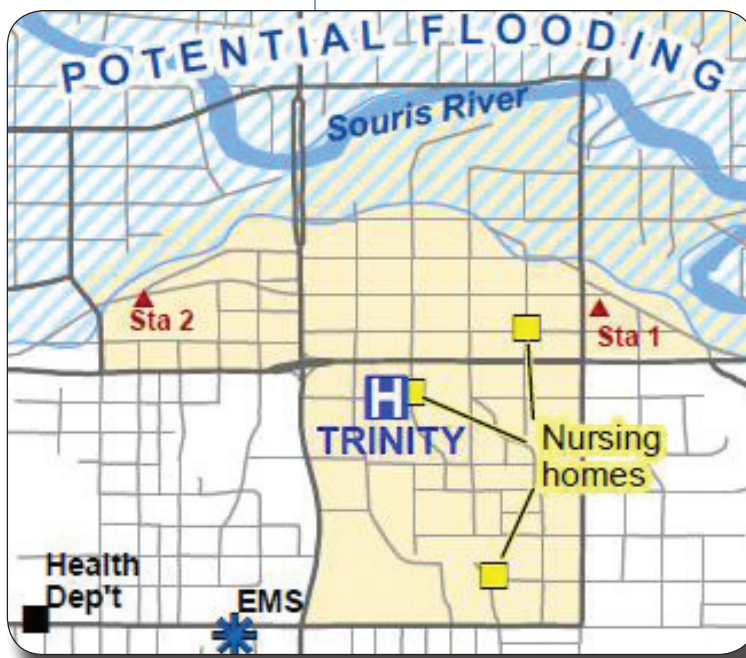 POTENTIAL FLOODING
Souris River
Sta 2
Sta 1
H
TRINITY
Nursing
homes
Health
Dep't
EMS